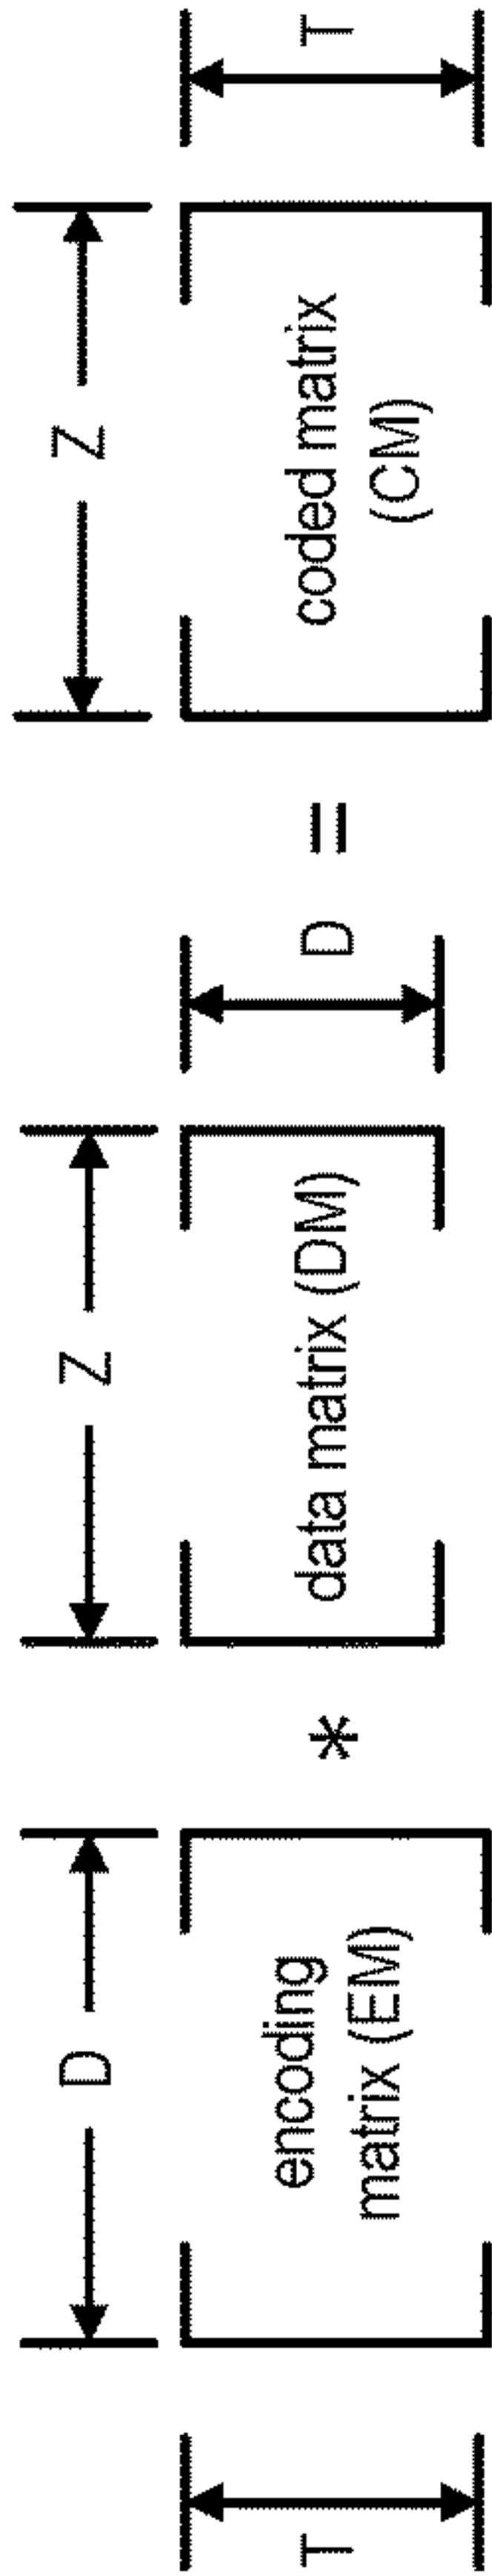 T
D
encoding
matrix (EM)
*
Z
data matrix (DM)
D
=
Z
coded matrix
(CM)
T